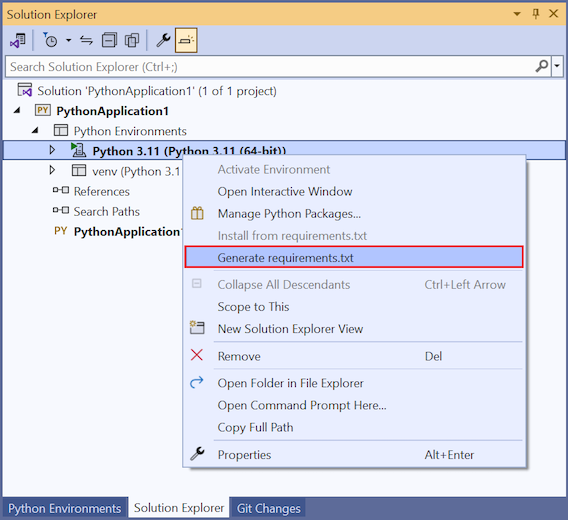 Solution Explorer
Search Solution Explorer (Ctrl+;)
Solution 'PythonApplication1' (1 of 1 project)
PY PythonApplication1
Python Environments
Python 3.11 (Python 3.11 (64-bit))
venv (Python 3.1
References
Search Paths
PY PythonApplication
Activate Environment
Open Interactive Window
Manage Python Packages...
Install from requirements.txt
Generate requirements.txt
Collapse All Descendants Ctrl+Left Arrow
Scope to This
New Solution Explorer View
Remove Del
Open Folder in File Explorer
Open Command Prompt Here...
Copy Full Path
Properties Alt+Enter
Python Environments Solution Explorer Git Changes